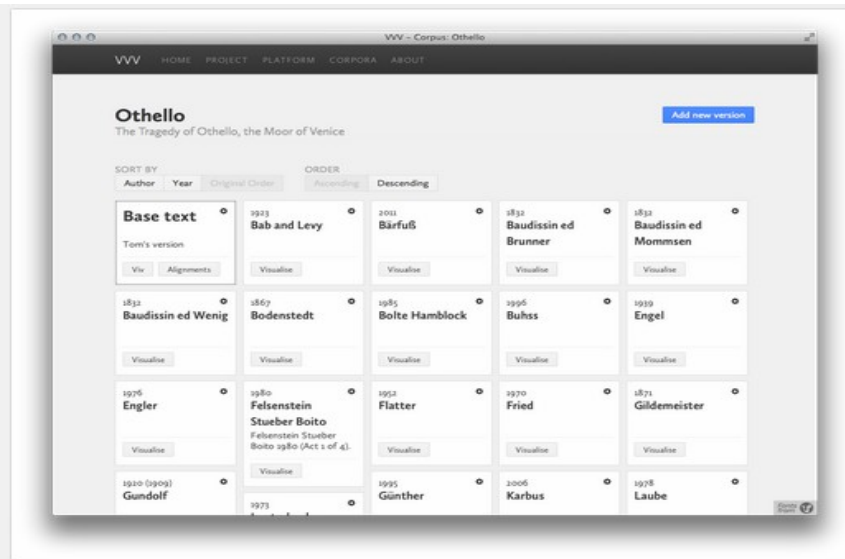 VVV – Corpus: Othello
VVV HOME PROJECT PLATFORM CORPORA ABOUT
Othello
Add new version
The Tragedy of Othello, the Moor of Venice
SORT BY ORDER
Author Year Original Order Ascending Descending
Base text
Tom's version
Viv Alignments
1923
Bab and Levy
Visualise
2011
Bärfuß
Visualise
1832
Baudissin ed
Brunner
Visualise
1832
Baudissin ed
Mommsen
Visualise
1832
Baudissin ed Wenig
Visualise
1867
Bodenstedt
Visualise
1985
Bolte Hamblock
Visualise
1996
Buhss
Visualise
1939
Engel
Visualise
1976
Engler
Visualise
1980
Felsenstein
Stueber Boito
Felsenstein Stueber
Boito 1980 (Act 1 of 4).
Visualise
1952
Flatter
Visualise
1970
Fried
Visualise
1871
Gildemeister
Visualise
1920 (1909)
Gundolf
1973
1995
Günther
2006
Karbus
1978
Laube